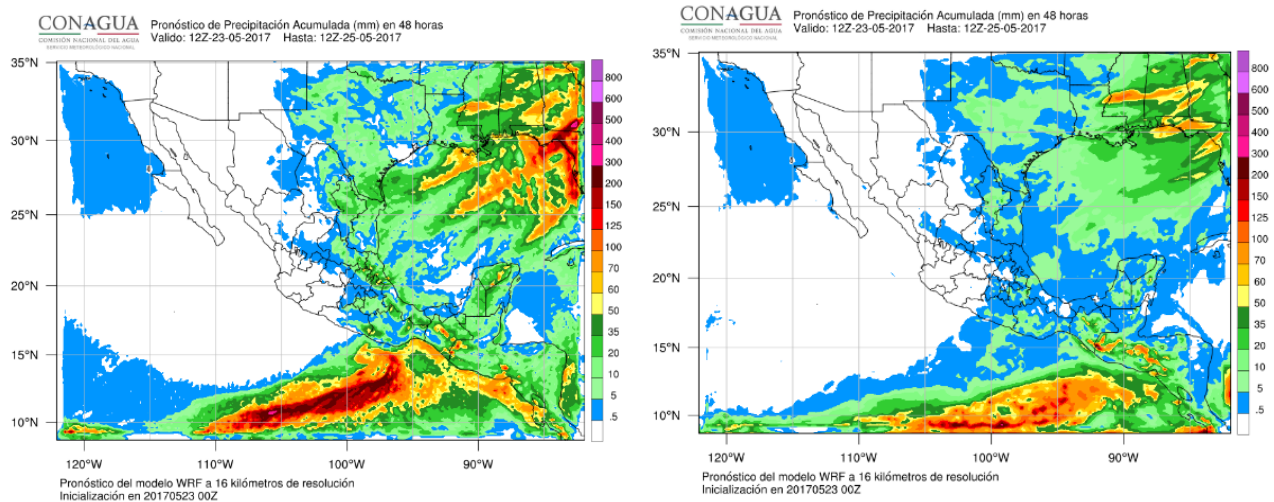 CONAGUA
COMISIÓN NACIONAL DEL AGUA
SERVICIO METEOROLÓGICO NACIONAL
Pronóstico de Precipitación Acumulada (mm) en 48 horas
Valido: 12Z-23-05-2017 Hasta: 12Z-25-05-2017
35°N
30°N
25°N
20°N
15°N
10°N
120°W
110°W
100°W
90°W
800
600
500
400
300
200
150
125
100
70
60
50
35
20
10
5
.5
Pronóstico del modelo WRF a 16 kilómetros de resolución
Inicialización en 20170523 00Z
CONAGUA
COMISIÓN NACIONAL DEL AGUA
SERVICIO METEOROLÓGICO NACIONAL
Pronóstico de Precipitación Acumulada (mm) en 48 horas
Valido: 12Z-23-05-2017 Hasta: 12Z-25-05-2017
35°N
30°N
25°N
20°N
15°N
10°N
120°W
110°W
100°W
90°W
800
600
500
400
300
200
150
125
100
70
60
50
35
20
10
5
.5
Pronóstico del modelo WRF a 16 kilómetros de resolución
Inicialización en 20170523 00Z